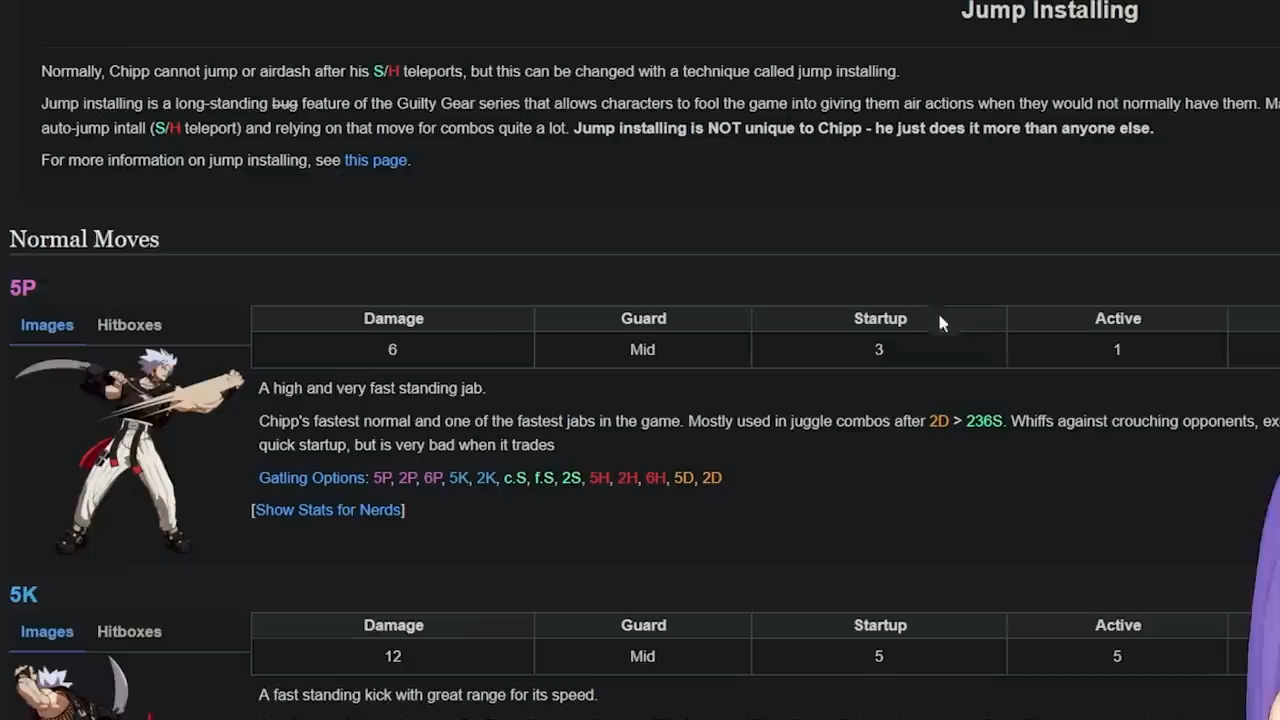 Jump Installing
Normally, Chipp cannot jump or airdash after his S/H teleports, but this can be changed with a technique called jump installing.
Jump installing is a long-standing bug feature of the Guilty Gear series that allows characters to fool the game into giving them air actions when they would not normally have them.
auto-jump intall (S/H teleport) and relying on that move for combos quite a lot. Jump installing is NOT unique to Chipp - he just does it more than anyone else.
For more information on jump installing, see this page.
Normal Moves
5P
Images Hitboxes
Damage Guard Startup Active
6 Mid 3 1
A high and very fast standing jab.
Chipp's fastest normal and one of the fastest jabs in the game. Mostly used in juggle combos after 2D > 236S. Whiffs against crouching opponents,
quick startup, but is very bad when it trades
Gatling Options: 5P, 2P, 6P, 5K, 2K, c.S, f.S, 2S, 5H, 2H, 6H, 5D, 2D
[Show Stats for Nerds]
5K
Images Hitboxes
Damage Guard Startup Active
12 Mid 5 5
A fast standing kick with great range for its speed.